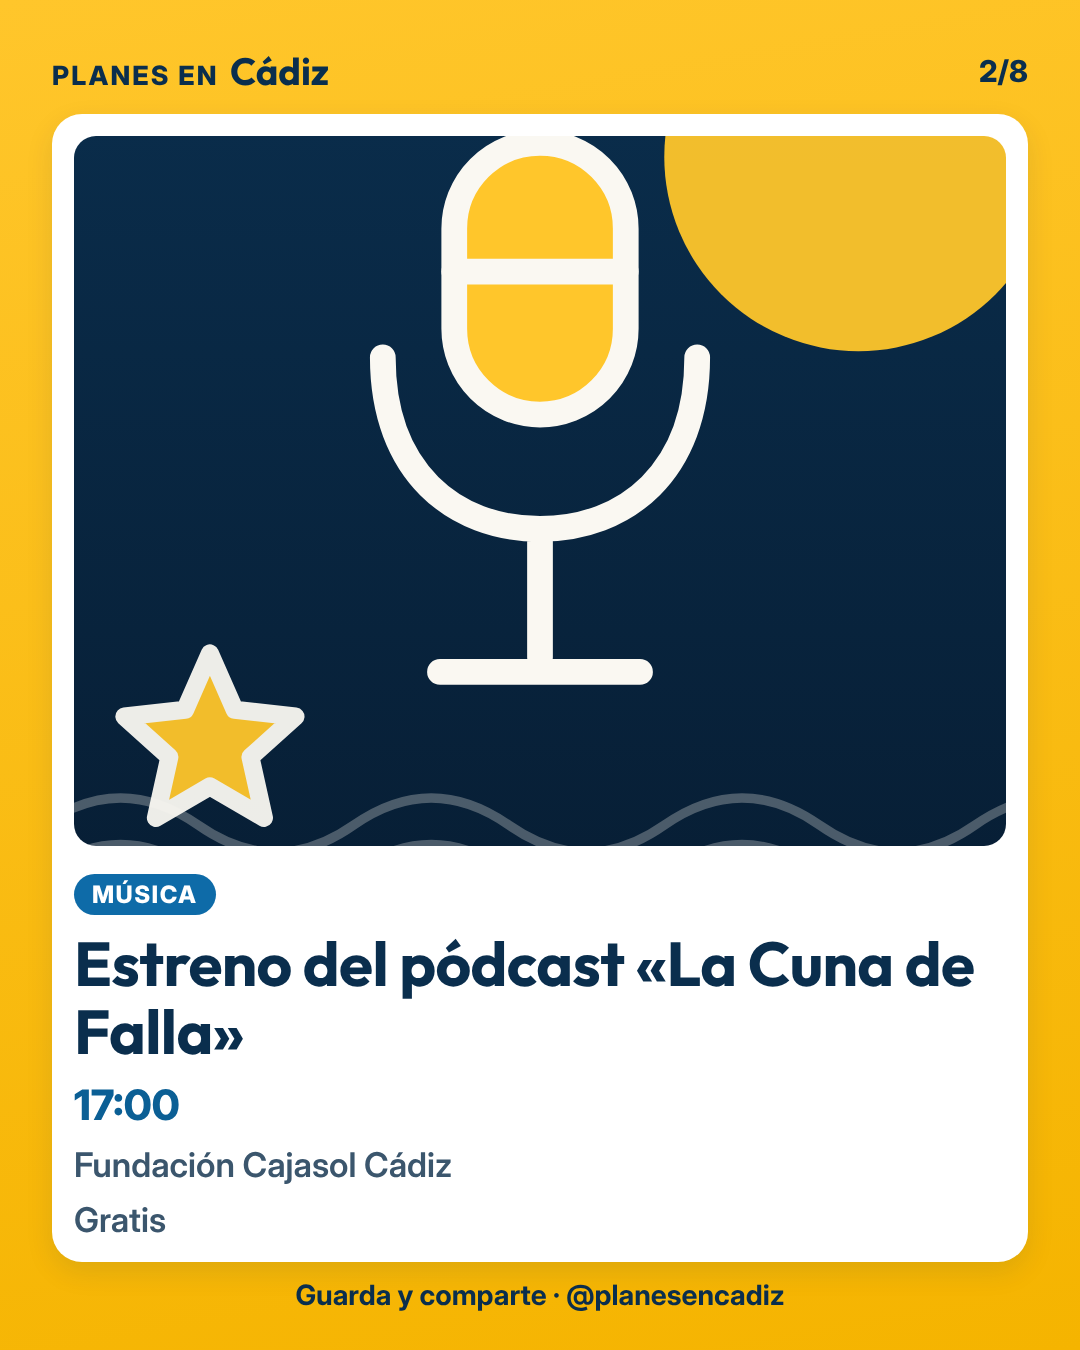 PLANES EN Cádiz
2/8
MÚSICA
Estreno del pódcast «La Cuna de
Falla»
17:00
Fundación Cajasol Cádiz
Gratis
Guarda y comparte · @planesencadiz